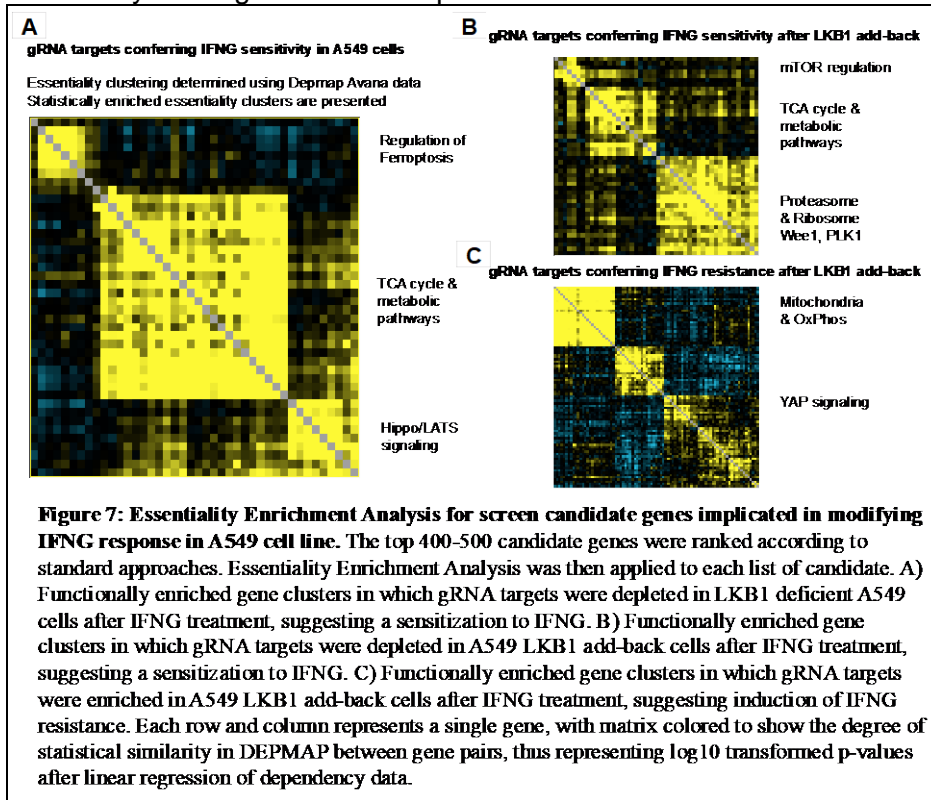 A
gRNA targets conferring IFNG sensitivity in A549 cells
Essentiality clustering determined using Depmap Avana data
Statistically enriched essentiality clusters are presented
Regulation of
Ferroptosis
TCA cycle &
metabolic
pathways
Hippo/LATS
signaling
B
gRNA targets conferring IFNG sensitivity after LKB1 add-back
mTOR regulation
TCA cycle &
metabolic
pathways
Proteasome
& Ribosome
Wee1, PLK1
C
gRNA targets conferring IFNG resistance after LKB1 add-back
Mitochondria
& OxPhos
YAP signaling
Figure 7: Essentiality Enrichment Analysis for screen candidate genes implicated in modifying
IFNG response in A549 cell line. The top 400-500 candidate genes were ranked according to
standard approaches. Essentiality Enrichment Analysis was then applied to each list of candidate. A)
Functionally enriched gene clusters in which gRNA targets were depleted in LKB1 deficient A549
cells after IFNG treatment, suggesting a sensitization to IFNG. B) Functionally enriched gene
clusters in which gRNA targets were depleted in A549 LKB1 add-back cells after IFNG treatment,
suggesting a sensitization to IFNG. C) Functionally enriched gene clusters in which gRNA targets
were enriched in A549 LKB1 add-back cells after IFNG treatment, suggesting induction of IFNG
resistance. Each row and column represents a single gene, with matrix colored to show the degree of
statistical similarity in DEPMAP between gene pairs, thus representing log10 transformed p-values
after linear regression of dependency data.